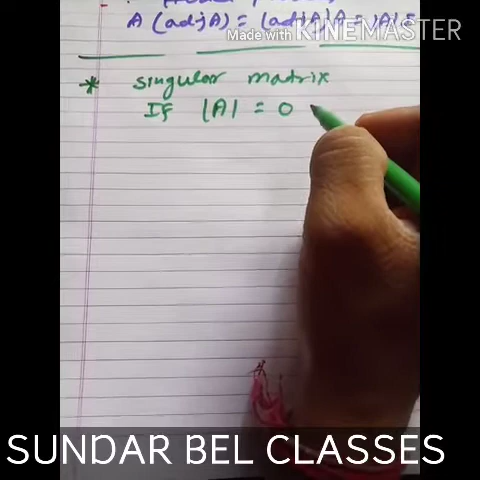 A (adjA) = (adjA)A = |A| =
Made with KINEMASTER
* Singular matrix
If |A| = 0
SUNDAR BEL CLASSES